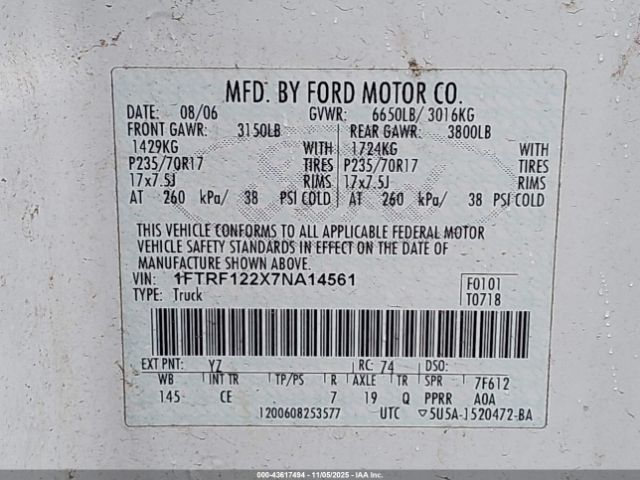 MFD. BY FORD MOTOR CO.
DATE: 08/06 GVWR: 6650LB/ 3016KG
FRONT GAWR: 3150LB REAR GAWR: 3800LB
1429KG WITH 1724KG WITH
P235/70R17 TIRES P235/70R17 TIRES
17x7.5J RIMS 17x7.5J RIMS
AT 260 kPa/ 38 PSI COLD AT 260 kPa/ 38 PSI COLD
THIS VEHICLE CONFORMS TO ALL APPLICABLE FEDERAL MOTOR
VEHICLE SAFETY STANDARDS IN EFFECT ON THE DATE OF
MANUFACTURE SHOWN ABOVE.
VIN: 1FTRF122X7NA14561
TYPE: Truck
F0101
T0718
EXT PNT: YZ RC: 74 DSO:
WB INT TR TP/PS R AXLE TR SPR 7F612
145 CE 7 19 Q PPRR A0A
1200608253577 UTC ▽5U5A-1520472-BA
000-43617494 - 11/05/2025 - IAAI.COM